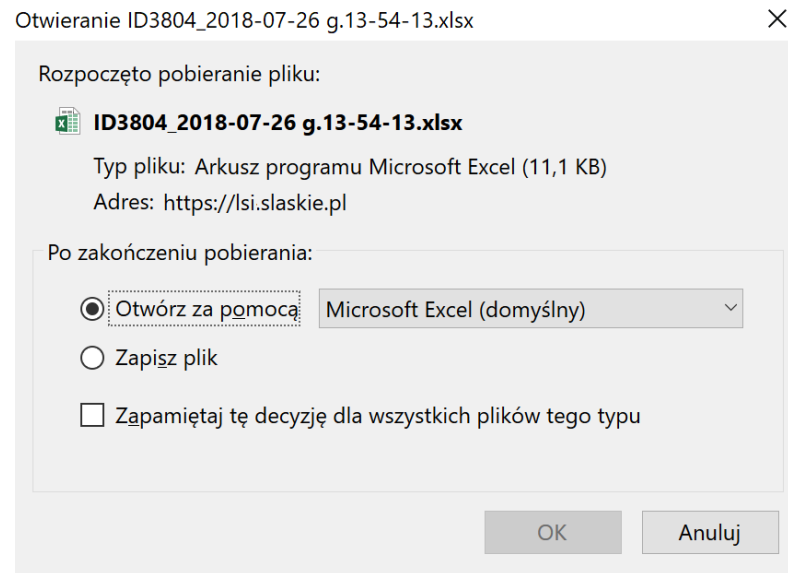 Otwieranie ID3804_2018-07-26 g.13-54-13.xlsx
Rozpoczęto pobieranie pliku:
ID3804_2018-07-26 g.13-54-13.xlsx
Typ pliku: Arkusz programu Microsoft Excel (11,1 KB)
Adres: https://lsi.slaskie.pl
Po zakończeniu pobierania:
Otwórz za pomocą Microsoft Excel (domyślny)
Zapisz plik
Zapamiętaj tę decyzję dla wszystkich plików tego typu
OK Anuluj